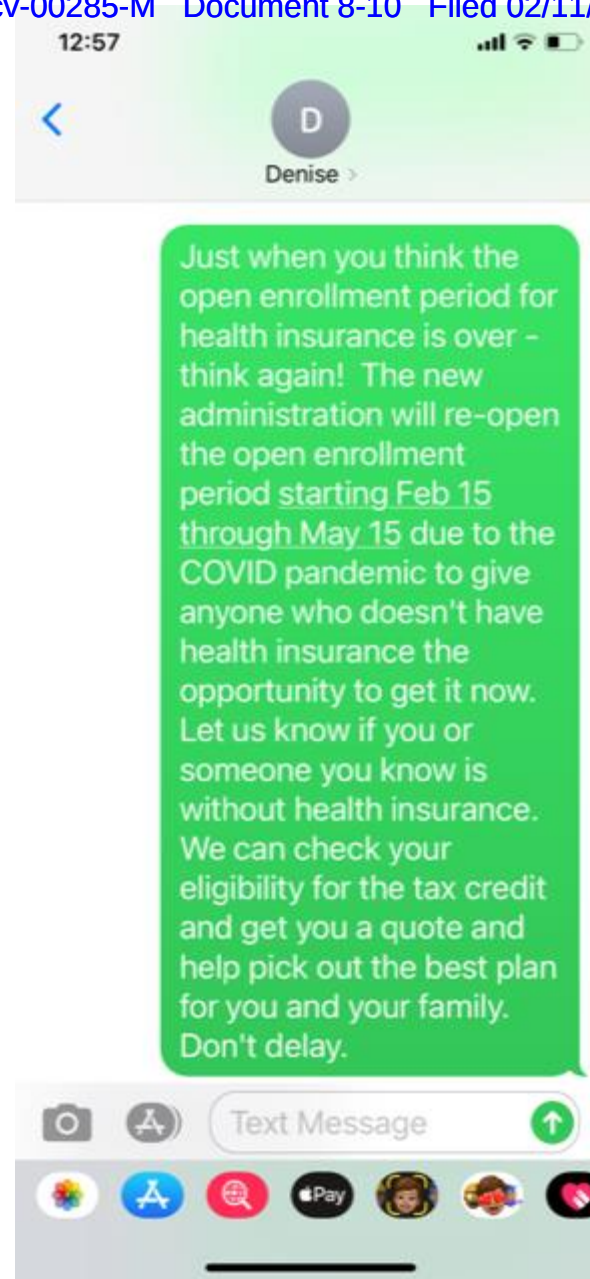 cv-00285-M Document 8-10 Filed 02/11/
12:57
D
Denise
Just when you think the
open enrollment period for
health insurance is over -
think again!  The new
administration will re-open
the open enrollment
period starting Feb 15
through May 15 due to the
COVID pandemic to give
anyone who doesn't have
health insurance the
opportunity to get it now.
Let us know if you or
someone you know is
without health insurance.
We can check your
eligibility for the tax credit
and get you a quote and
help pick out the best plan
for you and your family.
Don't delay.
Text Message
Pay